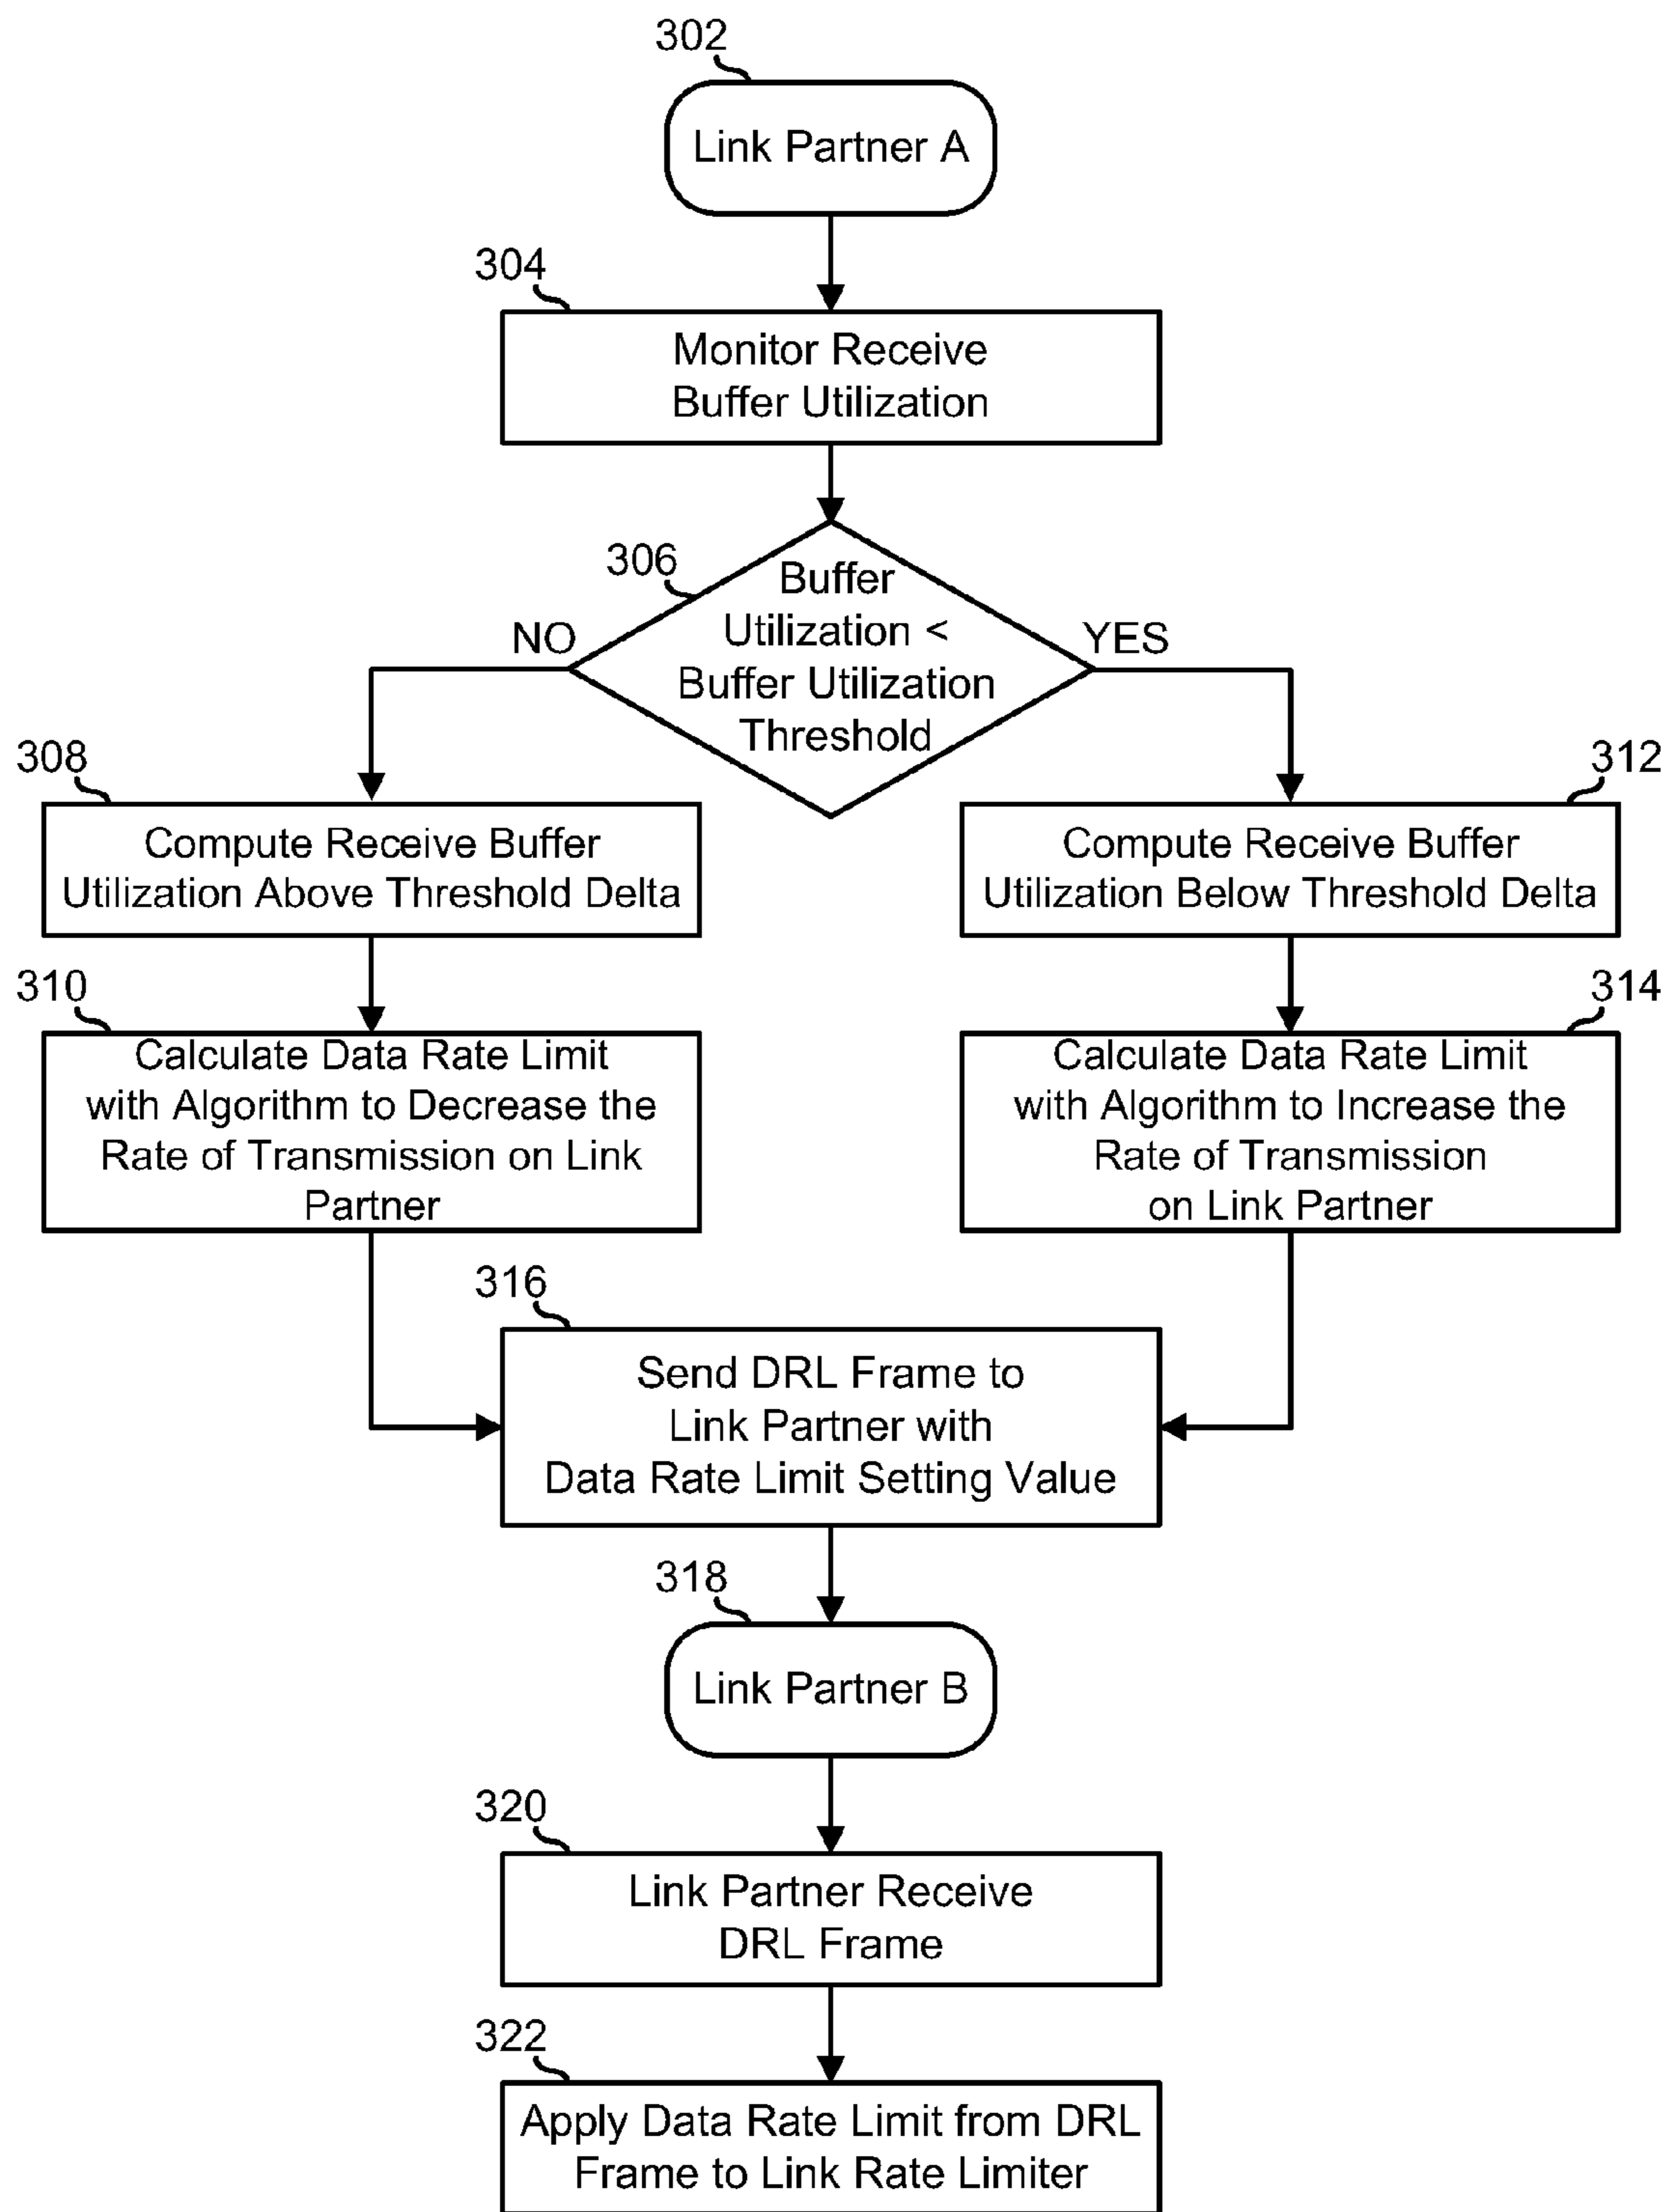 302
Link Partner A
304
Monitor Receive
Buffer Utilization
306
Buffer
Utilization <
Buffer Utilization
Threshold
NO
YES
308
Compute Receive Buffer
Utilization Above Threshold Delta
312
Compute Receive Buffer
Utilization Below Threshold Delta
310
Calculate Data Rate Limit
with Algorithm to Decrease the
Rate of Transmission on Link
Partner
314
Calculate Data Rate Limit
with Algorithm to Increase the
Rate of Transmission
on Link Partner
316
Send DRL Frame to
Link Partner with
Data Rate Limit Setting Value
318
Link Partner B
320
Link Partner Receive
DRL Frame
322
Apply Data Rate Limit from DRL
Frame to Link Rate Limiter